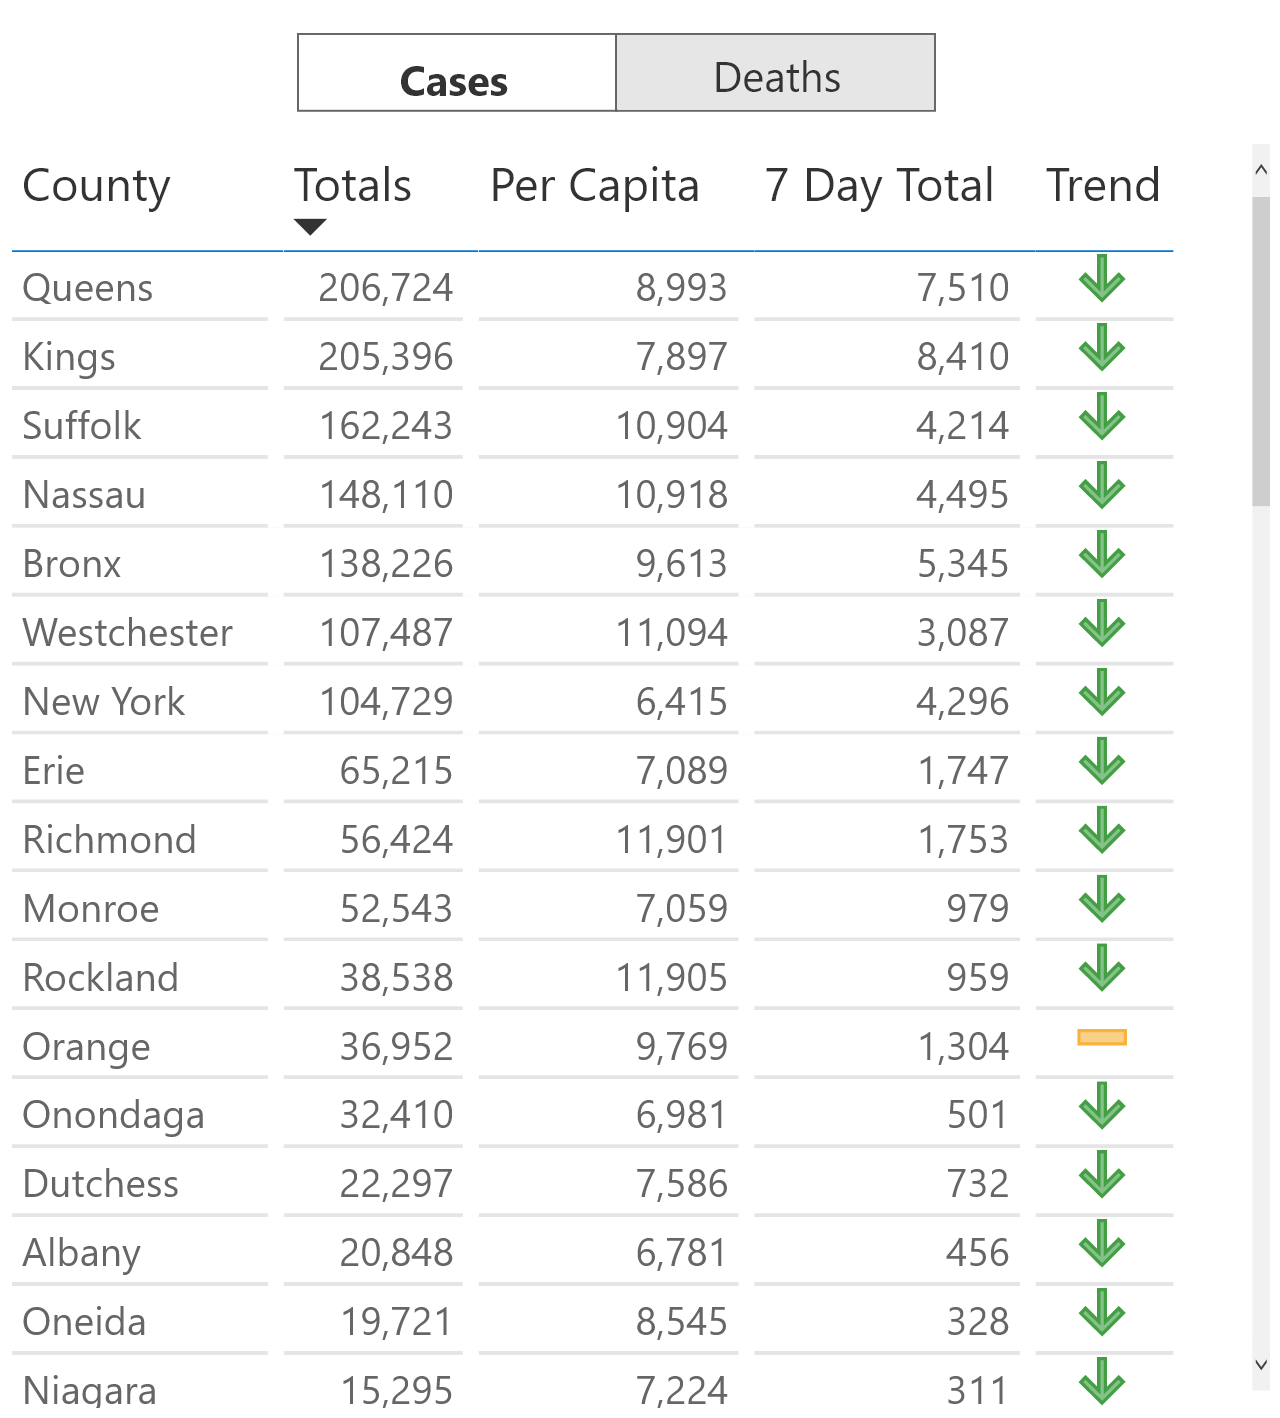 Cases Deaths
County Totals Per Capita 7 Day Total Trend
Queens 206,724 8,993 7,510
Kings 205,396 7,897 8,410
Suffolk 162,243 10,904 4,214
Nassau 148,110 10,918 4,495
Bronx 138,226 9,613 5,345
Westchester 107,487 11,094 3,087
New York 104,729 6,415 4,296
Erie 65,215 7,089 1,747
Richmond 56,424 11,901 1,753
Monroe 52,543 7,059 979
Rockland 38,538 11,905 959
Orange 36,952 9,769 1,304
Onondaga 32,410 6,981 501
Dutchess 22,297 7,586 732
Albany 20,848 6,781 456
Oneida 19,721 8,545 328
Niagara 15,295 7,224 311